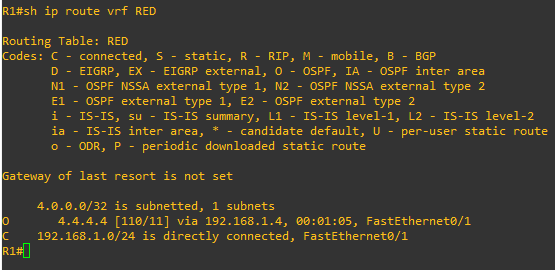 R1#sh ip route vrf RED
Routing Table: RED
Codes: C - connected, S - static, R - RIP, M - mobile, B - BGP
D - EIGRP, EX - EIGRP external, O - OSPF, IA - OSPF inter area
N1 - OSPF NSSA external type 1, N2 - OSPF NSSA external type 2
E1 - OSPF external type 1, E2 - OSPF external type 2
i - IS-IS, su - IS-IS summary, L1 - IS-IS level-1, L2 - IS-IS level-2
ia - IS-IS inter area, * - candidate default, U - per-user static route
o - ODR, P - periodic downloaded static route
Gateway of last resort is not set
4.0.0.0/32 is subnetted, 1 subnets
O 4.4.4.4 [110/11] via 192.168.1.4, 00:01:05, FastEthernet0/1
C 192.168.1.0/24 is directly connected, FastEthernet0/1
R1#